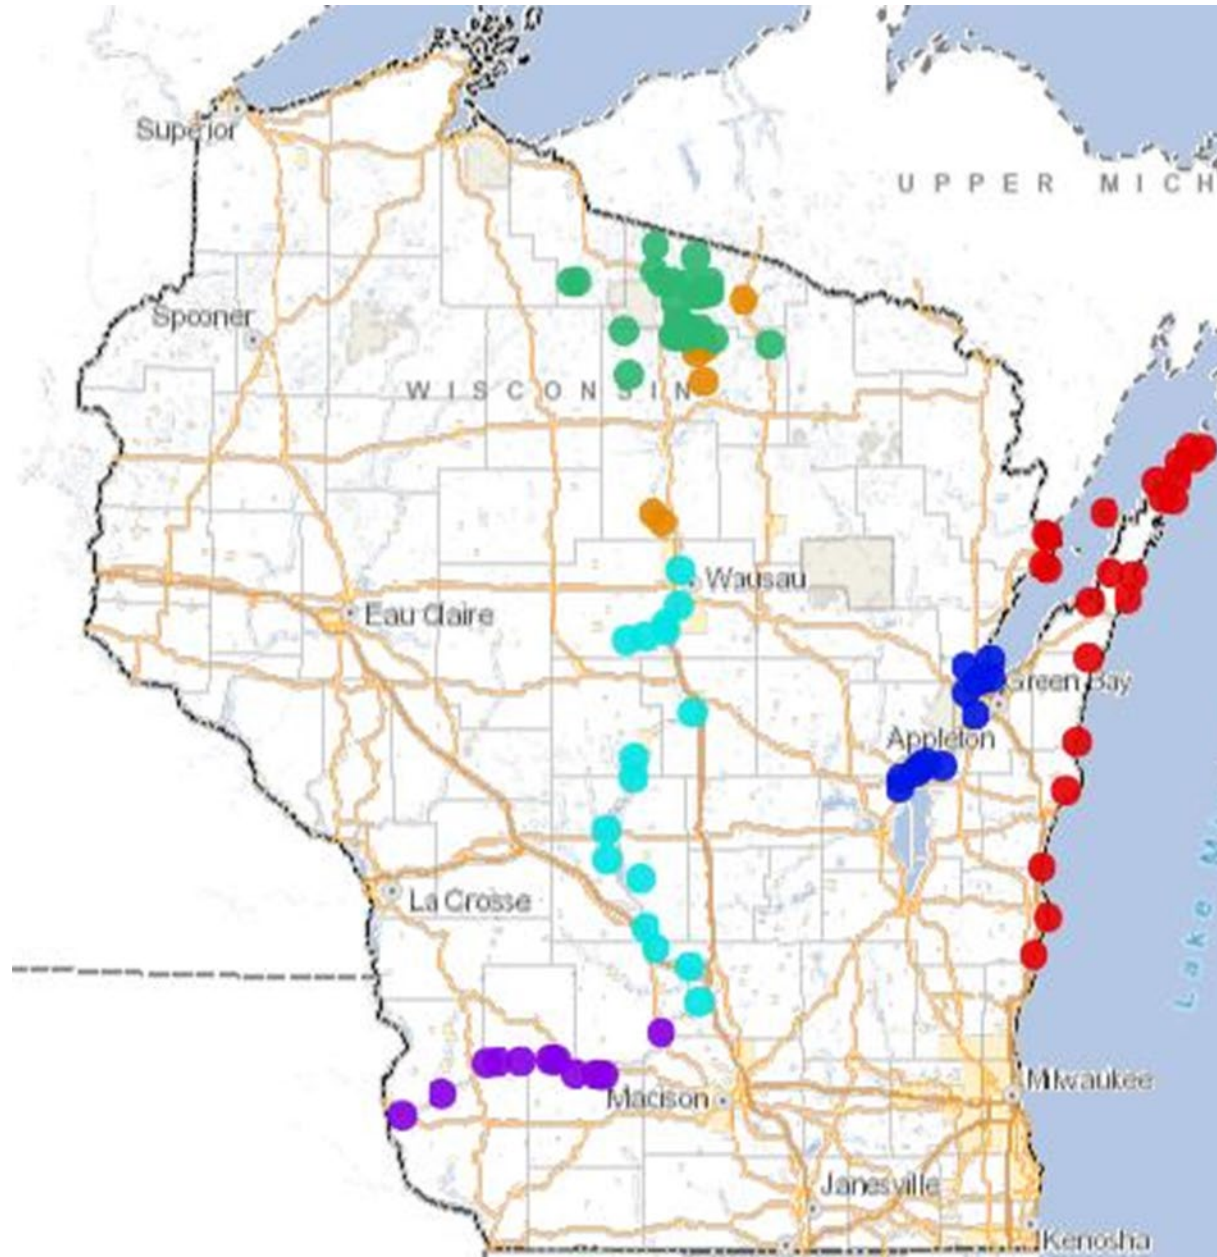 Superior
UPPER MICH
Spooner
WISCONSIN
Wausau
Eau Claire
Green Bay
Appleton
La Crosse
Lake M
Madison
Milwaukee
Janesville
Kenosha